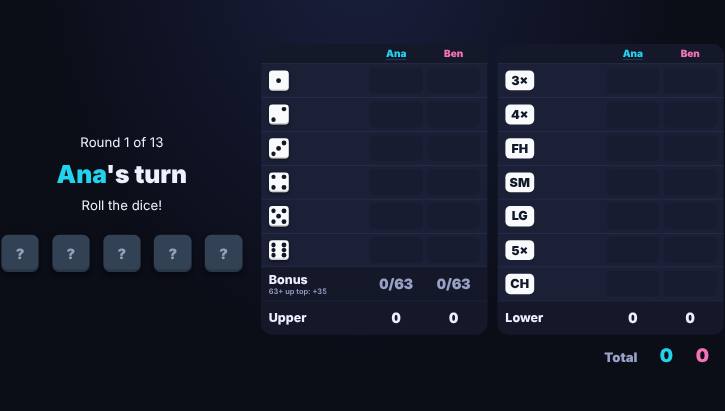 Round 1 of 13
Ana's turn
Roll the dice!
? ? ? ? ?
Ana Ben
Bonus 0/63 0/63
63+ up top: +35
Upper 0 0
Ana Ben
3×
4×
FH
SM
LG
5×
CH
Lower 0 0
Total 0 0